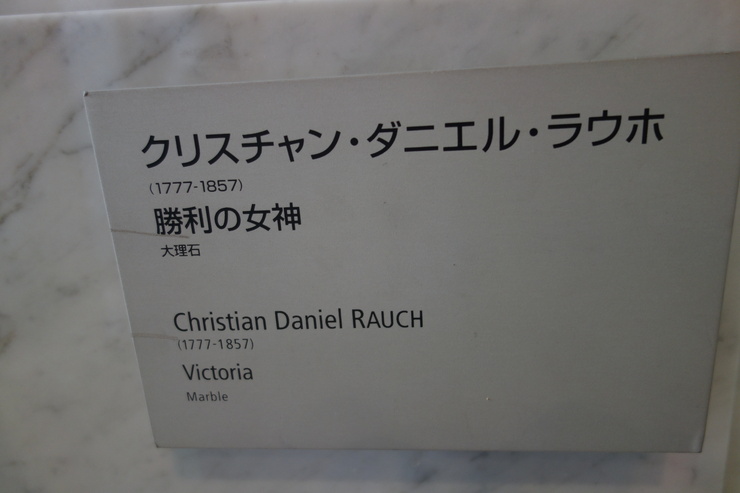 クリスチャン・ダニエル・ラウホ
(1777-1857)
勝利の女神
大理石
Christian Daniel RAUCH
(1777-1857)
Victoria
Marble